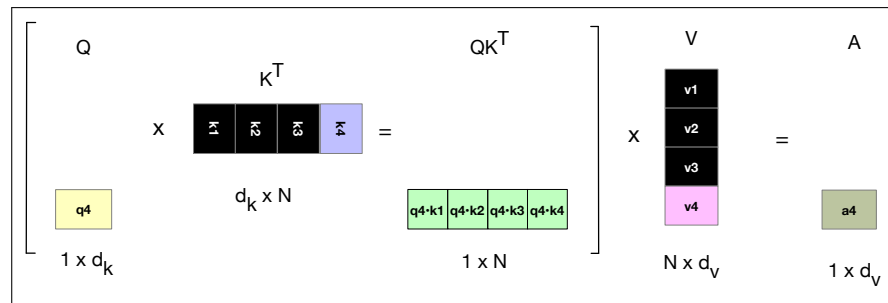 Q
x
K^T
k1 k2 k3 k4
=
QK^T
x
V
v1
v2
v3
v4
=
A
q4
q4·k1 q4·k2 q4·k3 q4·k4
a4
1 x d_k
d_k x N
1 x N
N x d_v
1 x d_v